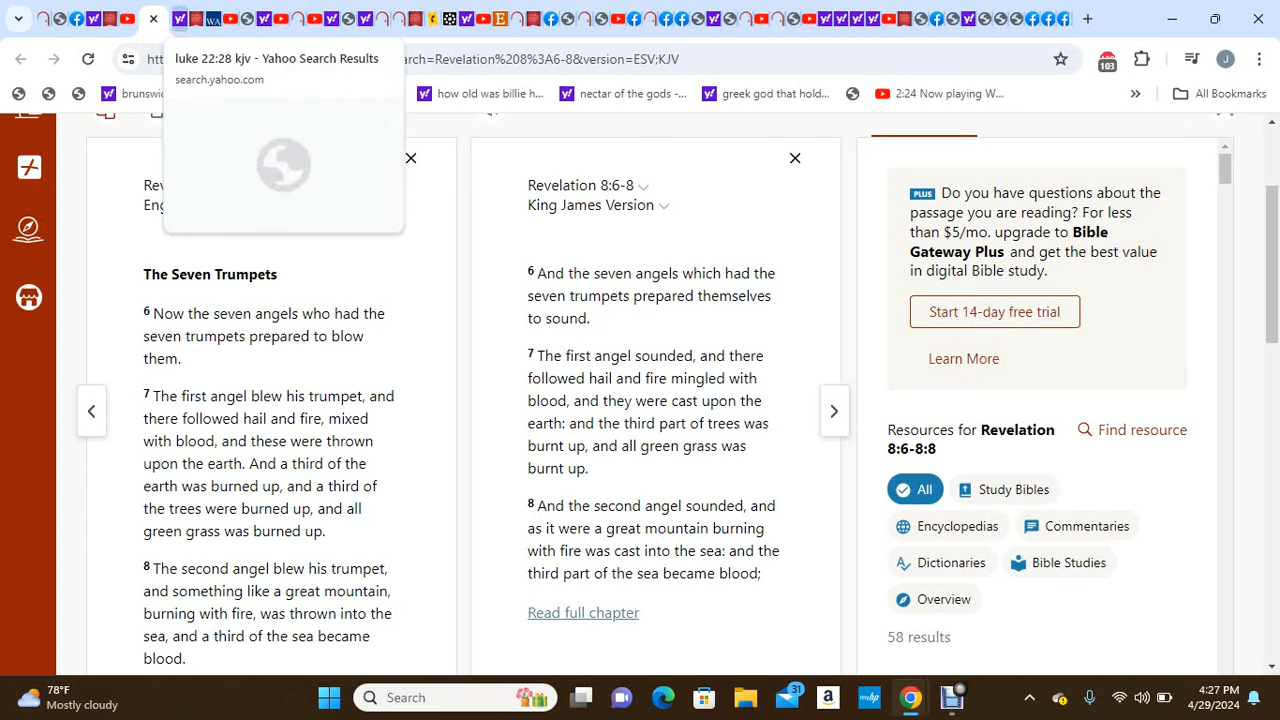 luke 22:28 kjv - Yahoo Search Results
search.yahoo.com
htt
arch=Revelation%208%3A6-8&version=ESV;KJV
103
J
brunswic
how old was billie h...
nectar of the gods -...
greek god that hold...
2:24 Now playing W...
»
All Bookmarks
Rev
Eng
The Seven Trumpets
6 Now the seven angels who had the
seven trumpets prepared to blow
them.
7 The first angel blew his trumpet, and
there followed hail and fire, mixed
with blood, and these were thrown
upon the earth. And a third of the
earth was burned up, and a third of
the trees were burned up, and all
green grass was burned up.
8 The second angel blew his trumpet,
and something like a great mountain,
burning with fire, was thrown into the
sea, and a third of the sea became
blood.
Revelation 8:6-8
King James Version
6 And the seven angels which had the
seven trumpets prepared themselves
to sound.
7 The first angel sounded, and there
followed hail and fire mingled with
blood, and they were cast upon the
earth: and the third part of trees was
burnt up, and all green grass was
burnt up.
8 And the second angel sounded, and
as it were a great mountain burning
with fire was cast into the sea: and the
third part of the sea became blood;
Read full chapter
PLUS Do you have questions about the
passage you are reading? For less
than $5/mo. upgrade to Bible
Gateway Plus and get the best value
in digital Bible study.
Start 14-day free trial
Learn More
Resources for Revelation
8:6-8:8
Find resource
All
Study Bibles
Encyclopedias
Commentaries
Dictionaries
Bible Studies
Overview
58 results
78°F
Mostly cloudy
Search
31
4:27 PM
4/29/2024